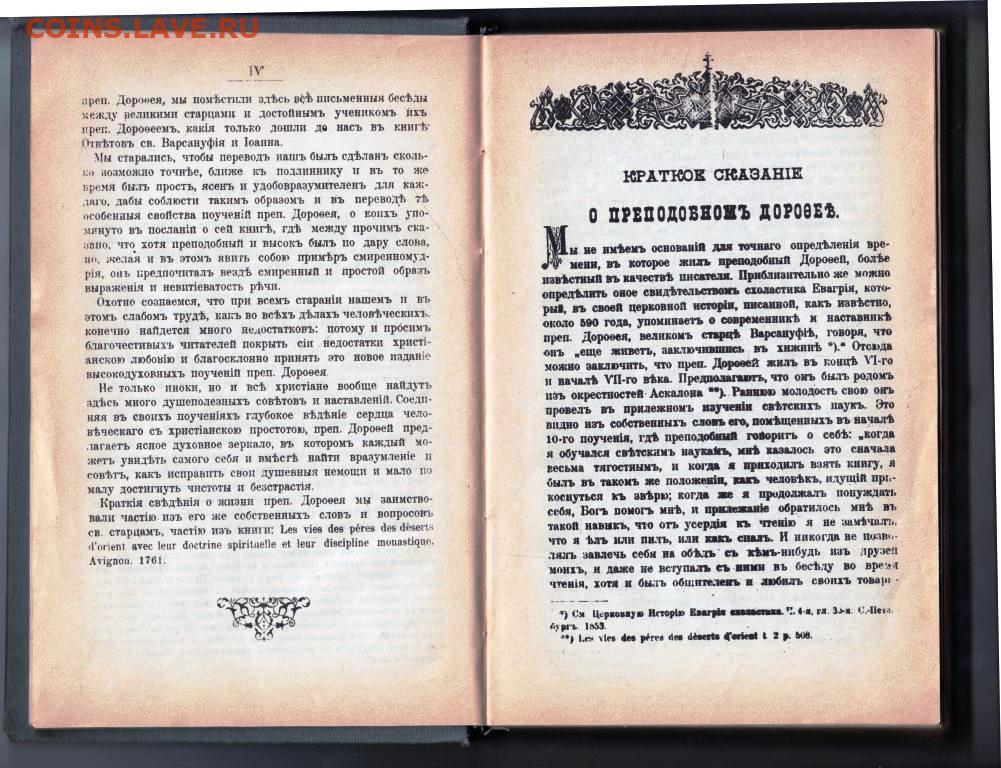 COINS.LAVE.RU
IV
преп. Дороѳея, мы помѣстили здѣсь всѣ письменныя бесѣды
между великими старцами и достойнымъ ученикомъ ихъ
преп. Дороѳеемъ, какія только дошли до насъ въ книгѣ
Отвѣтовъ св. Варсануфія и Іоанна.
Мы старались, чтобы переводъ нашъ былъ сдѣланъ сколь-
ко возможно точнѣе, ближе къ подлиннику и въ то же
время былъ простъ, ясенъ и удобовразумителенъ для каж-
даго, дабы соблюсти такимъ образомъ и въ переводѣ тѣ
особенныя свойства поученій преп. Дороѳея, о коихъ упо-
мянуто въ посланіи о сей книгѣ, гдѣ между прочимъ ска-
зано, что хотя преподобный и высокъ былъ по дару слова,
но, желая и въ этомъ явить собою примѣръ смиренномуд-
рія, онъ предпочиталъ вездѣ смиренный и простой образъ
выраженія и невитіеватость рѣчи.
Охотно сознаемся, что при всемъ стараніи нашемъ и въ
этомъ слабомъ трудѣ, какъ во всѣхъ дѣлахъ человѣческихъ,
конечно найдется много недостатковъ: потому и просимъ
благочестивыхъ читателей покрыть сіи недостатки христі-
анскою любовію и благосклонно принять это новое изданіе
высокодуховныхъ поученій преп. Дороѳея.
Не только иноки, но и всѣ христіане вообще найдутъ
здѣсь много душеполезныхъ совѣтовъ и наставленій. Соеди-
няя въ своихъ поученіяхъ глубокое вѣдѣніе сердца чело-
вѣческаго съ христіанскою простотою, преп. Дороѳей пред-
лагаетъ ясное духовное зеркало, въ которомъ каждый мо-
жетъ увидѣть самого себя и вмѣстѣ найти вразумленіе и
совѣтъ, какъ исправить свои душевныя немощи и мало по
малу достигнуть чистоты и безстрастія.
Краткія свѣдѣнія о жизни преп. Дороѳея мы заимство-
вали частію изъ его же собственныхъ словъ и вопросовъ
св. старцамъ, частію изъ книги: Les vies des péres des déserts
d'orient avec leur doctrine spirituelle et leur discipline monastique.
Avignon. 1761.
КРАТКОЕ СКАЗАНІЕ
О ПРЕПОДОБНОМЪ ДОРОѲЕѢ.
Мы не имѣемъ основаній для точнаго опредѣленія вре-
мени, въ которое жилъ преподобный Дороѳей, болѣе
извѣстный въ качествѣ писателя. Приблизительно же можно
опредѣлить оное свидѣтельствомъ схоластика Евагрія, кото-
рый, въ своей церковной исторіи, писанной, какъ извѣстно,
около 590 года, упоминаетъ о современникѣ и наставникѣ
преп. Дороѳея, великомъ старцѣ Варсануфіѣ, говоря, что
онъ „еще живетъ, заключившись въ хижинѣ *).“ Отсюда
можно заключить, что преп. Дороѳей жилъ въ концѣ VI-го
и началѣ VII-го вѣка. Предполагаютъ, что онъ былъ родомъ
изъ окрестностей Аскалона **). Раннюю молодость свою онъ
провелъ въ прилежномъ изученіи свѣтскихъ наукъ. Это
видно изъ собственныхъ словъ его, помѣщенныхъ въ началѣ
10-го поученія, гдѣ преподобный говоритъ о себѣ: „когда
я обучался свѣтскимъ наукамъ, мнѣ казалось это сначала
весьма тягостнымъ, и когда я приходилъ взять книгу, я
былъ въ такомъ же положеніи, какъ человѣкъ, идущій при-
коснуться къ звѣрю; когда же я продолжалъ понуждать
себя, Богъ помогъ мнѣ, и прилежаніе обратилось мнѣ въ
такой навыкъ, что отъ усердія къ чтенію я не замѣчалъ,
что я ѣлъ или пилъ, или какъ спалъ. И никогда не позво-
лялъ завлечь себя на обѣдъ съ кѣмъ-нибудь изъ друзей
моихъ, и даже не вступалъ съ ними въ бесѣду во время
чтенія, хотя и былъ общителенъ и любилъ своихъ товари-
*) См. Церковную Исторію Евагрія схоластика. Ч. 4-я, гл. 33-я. С.-Пета
бургъ. 1853.
**) Les vies des péres des déserts d'orient t. 2 p. 508.